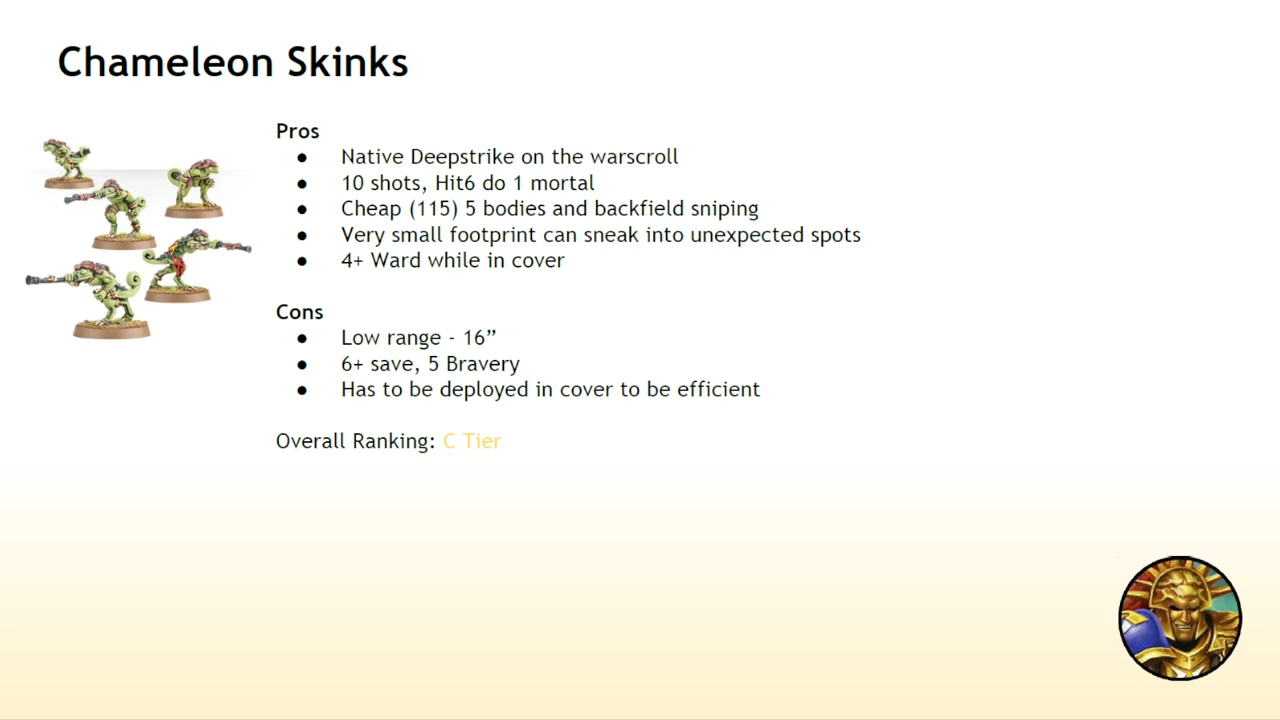 Chameleon Skinks
Pros
● Native Deepstrike on the warscroll
● 10 shots, Hit6 do 1 mortal
● Cheap (115) 5 bodies and backfield sniping
● Very small footprint can sneak into unexpected spots
● 4+ Ward while in cover
Cons
● Low range - 16”
● 6+ save, 5 Bravery
● Has to be deployed in cover to be efficient
Overall Ranking: C Tier